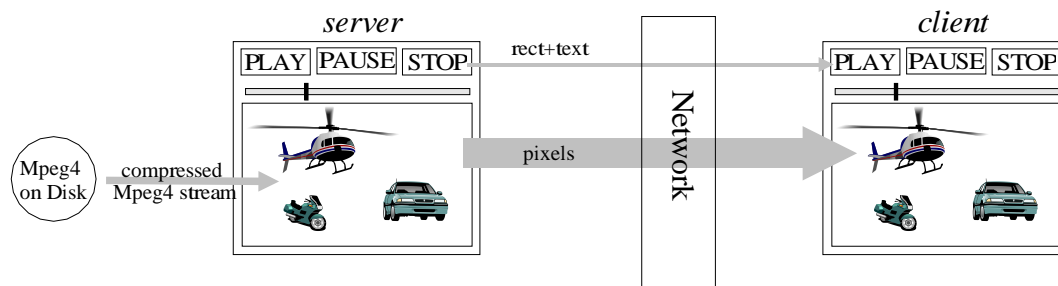 server
client
PLAY PAUSE STOP
rect+text
PLAY PAUSE STOP
Network
Mpeg4
on Disk
compressed
Mpeg4 stream
pixels